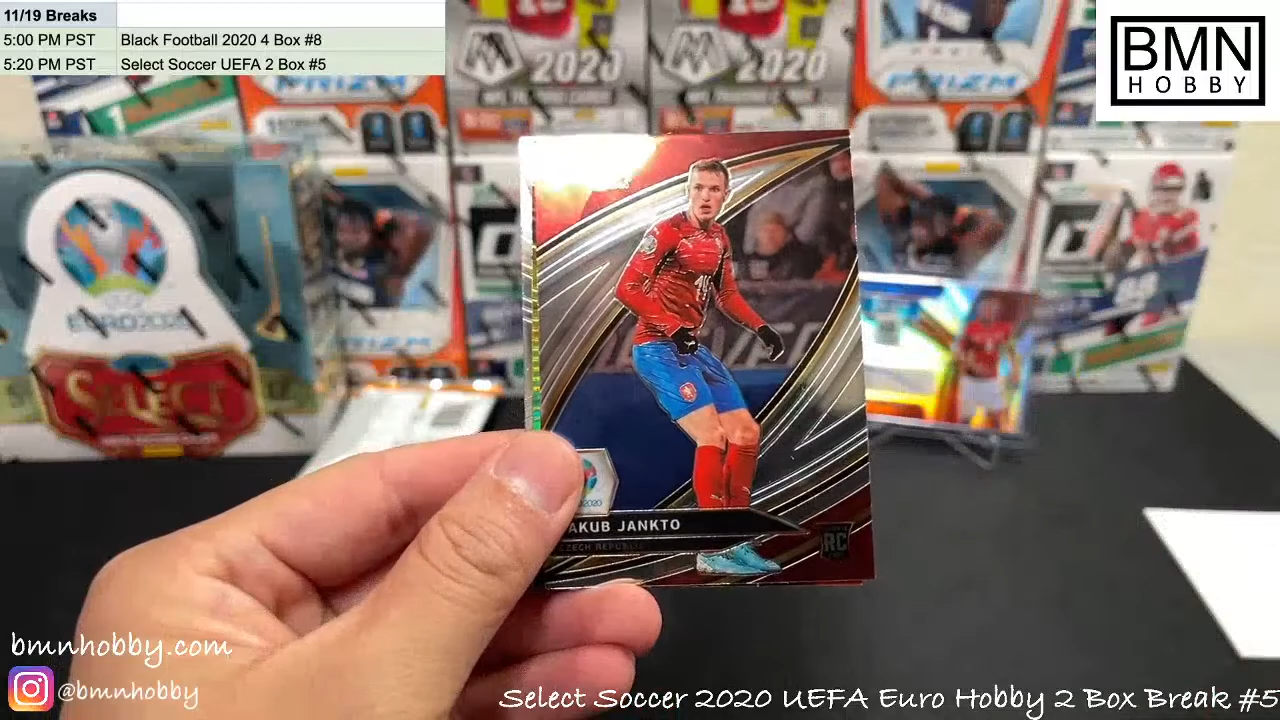 11/19 Breaks
5:00 PM PST Black Football 2020 4 Box #8
5:20 PM PST Select Soccer UEFA 2 Box #5
BMN
HOBBY
2020
2020
PRIZM
PRIZM
EURO2020
SELECT
AKUB JANKTO
CZECH REPUBLIC
RC
bmnhobby.com
@bmnhobby
Select Soccer 2020 UEFA Euro Hobby 2 Box Break #5